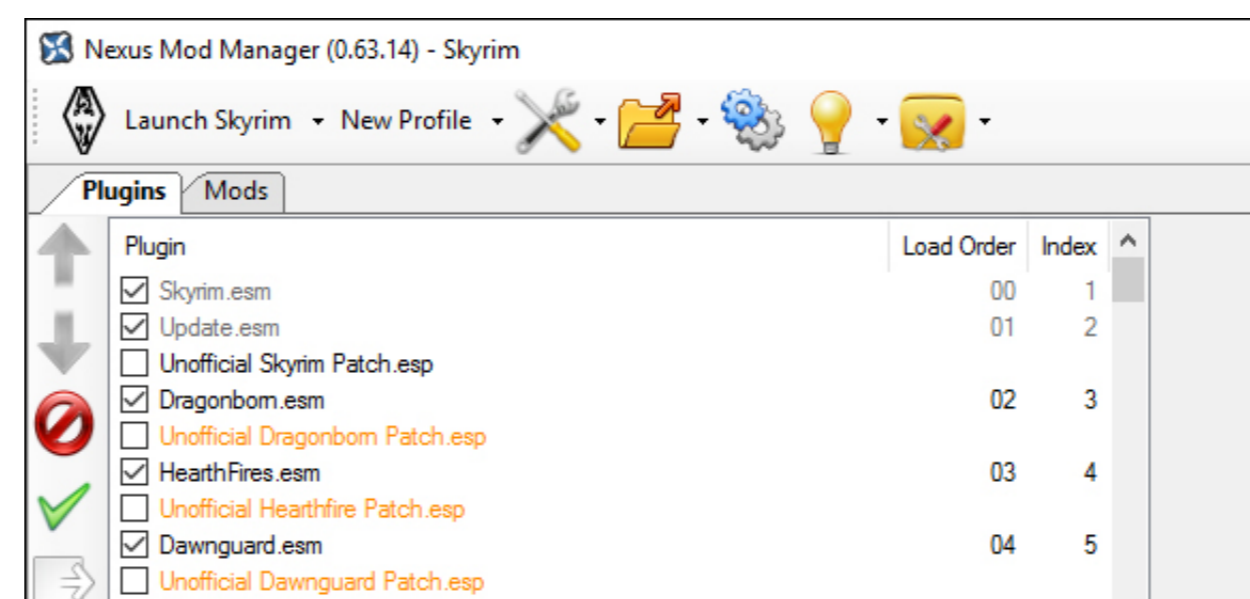 Nexus Mod Manager (0.63.14) - Skyrim
Launch Skyrim New Profile
Plugins Mods
Plugin Load Order Index
Skyrim.esm 00 1
Update.esm 01 2
Unofficial Skyrim Patch.esp
Dragonborn.esm 02 3
Unofficial Dragonborn Patch.esp
HearthFires.esm 03 4
Unofficial Hearthfire Patch.esp
Dawnguard.esm 04 5
Unofficial Dawnguard Patch.esp